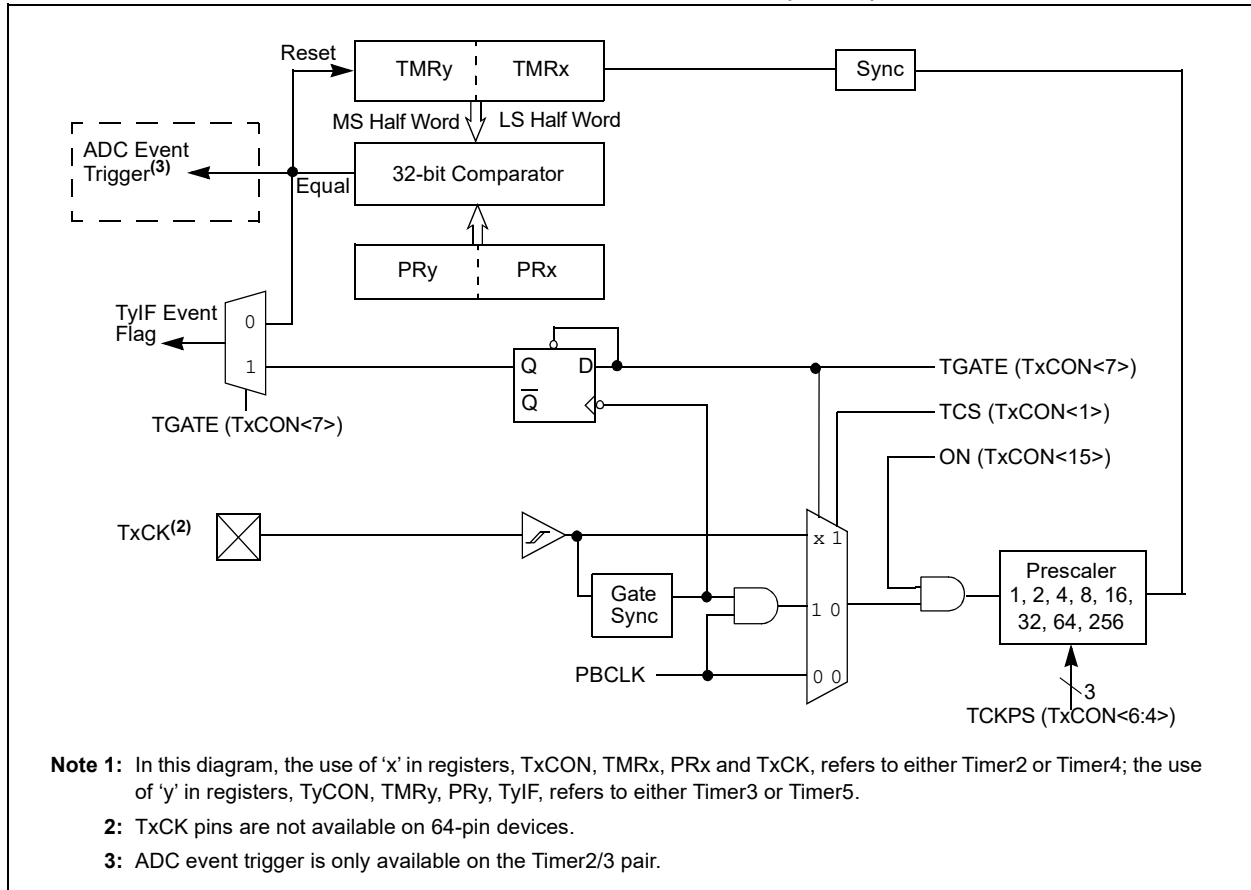 Reset
TMRy TMRx
Sync
MS Half Word LS Half Word
ADC Event
Trigger(3)
Equal
32-bit Comparator
PRy PRx
TyIF Event
Flag
0
1
TGATE (TxCON<7>)
Q D
Q
TGATE (TxCON<7>)
TCS (TxCON<1>)
ON (TxCON<15>)
TxCK(2)
x 1
Gate
Sync
1 0
PBCLK
0 0
Prescaler
1, 2, 4, 8, 16,
32, 64, 256
3
TCKPS (TxCON<6:4>)
Note 1: In this diagram, the use of ‘x’ in registers, TxCON, TMRx, PRx and TxCK, refers to either Timer2 or Timer4; the use
of ‘y’ in registers, TyCON, TMRy, PRy, TyIF, refers to either Timer3 or Timer5.
2: TxCK pins are not available on 64-pin devices.
3: ADC event trigger is only available on the Timer2/3 pair.